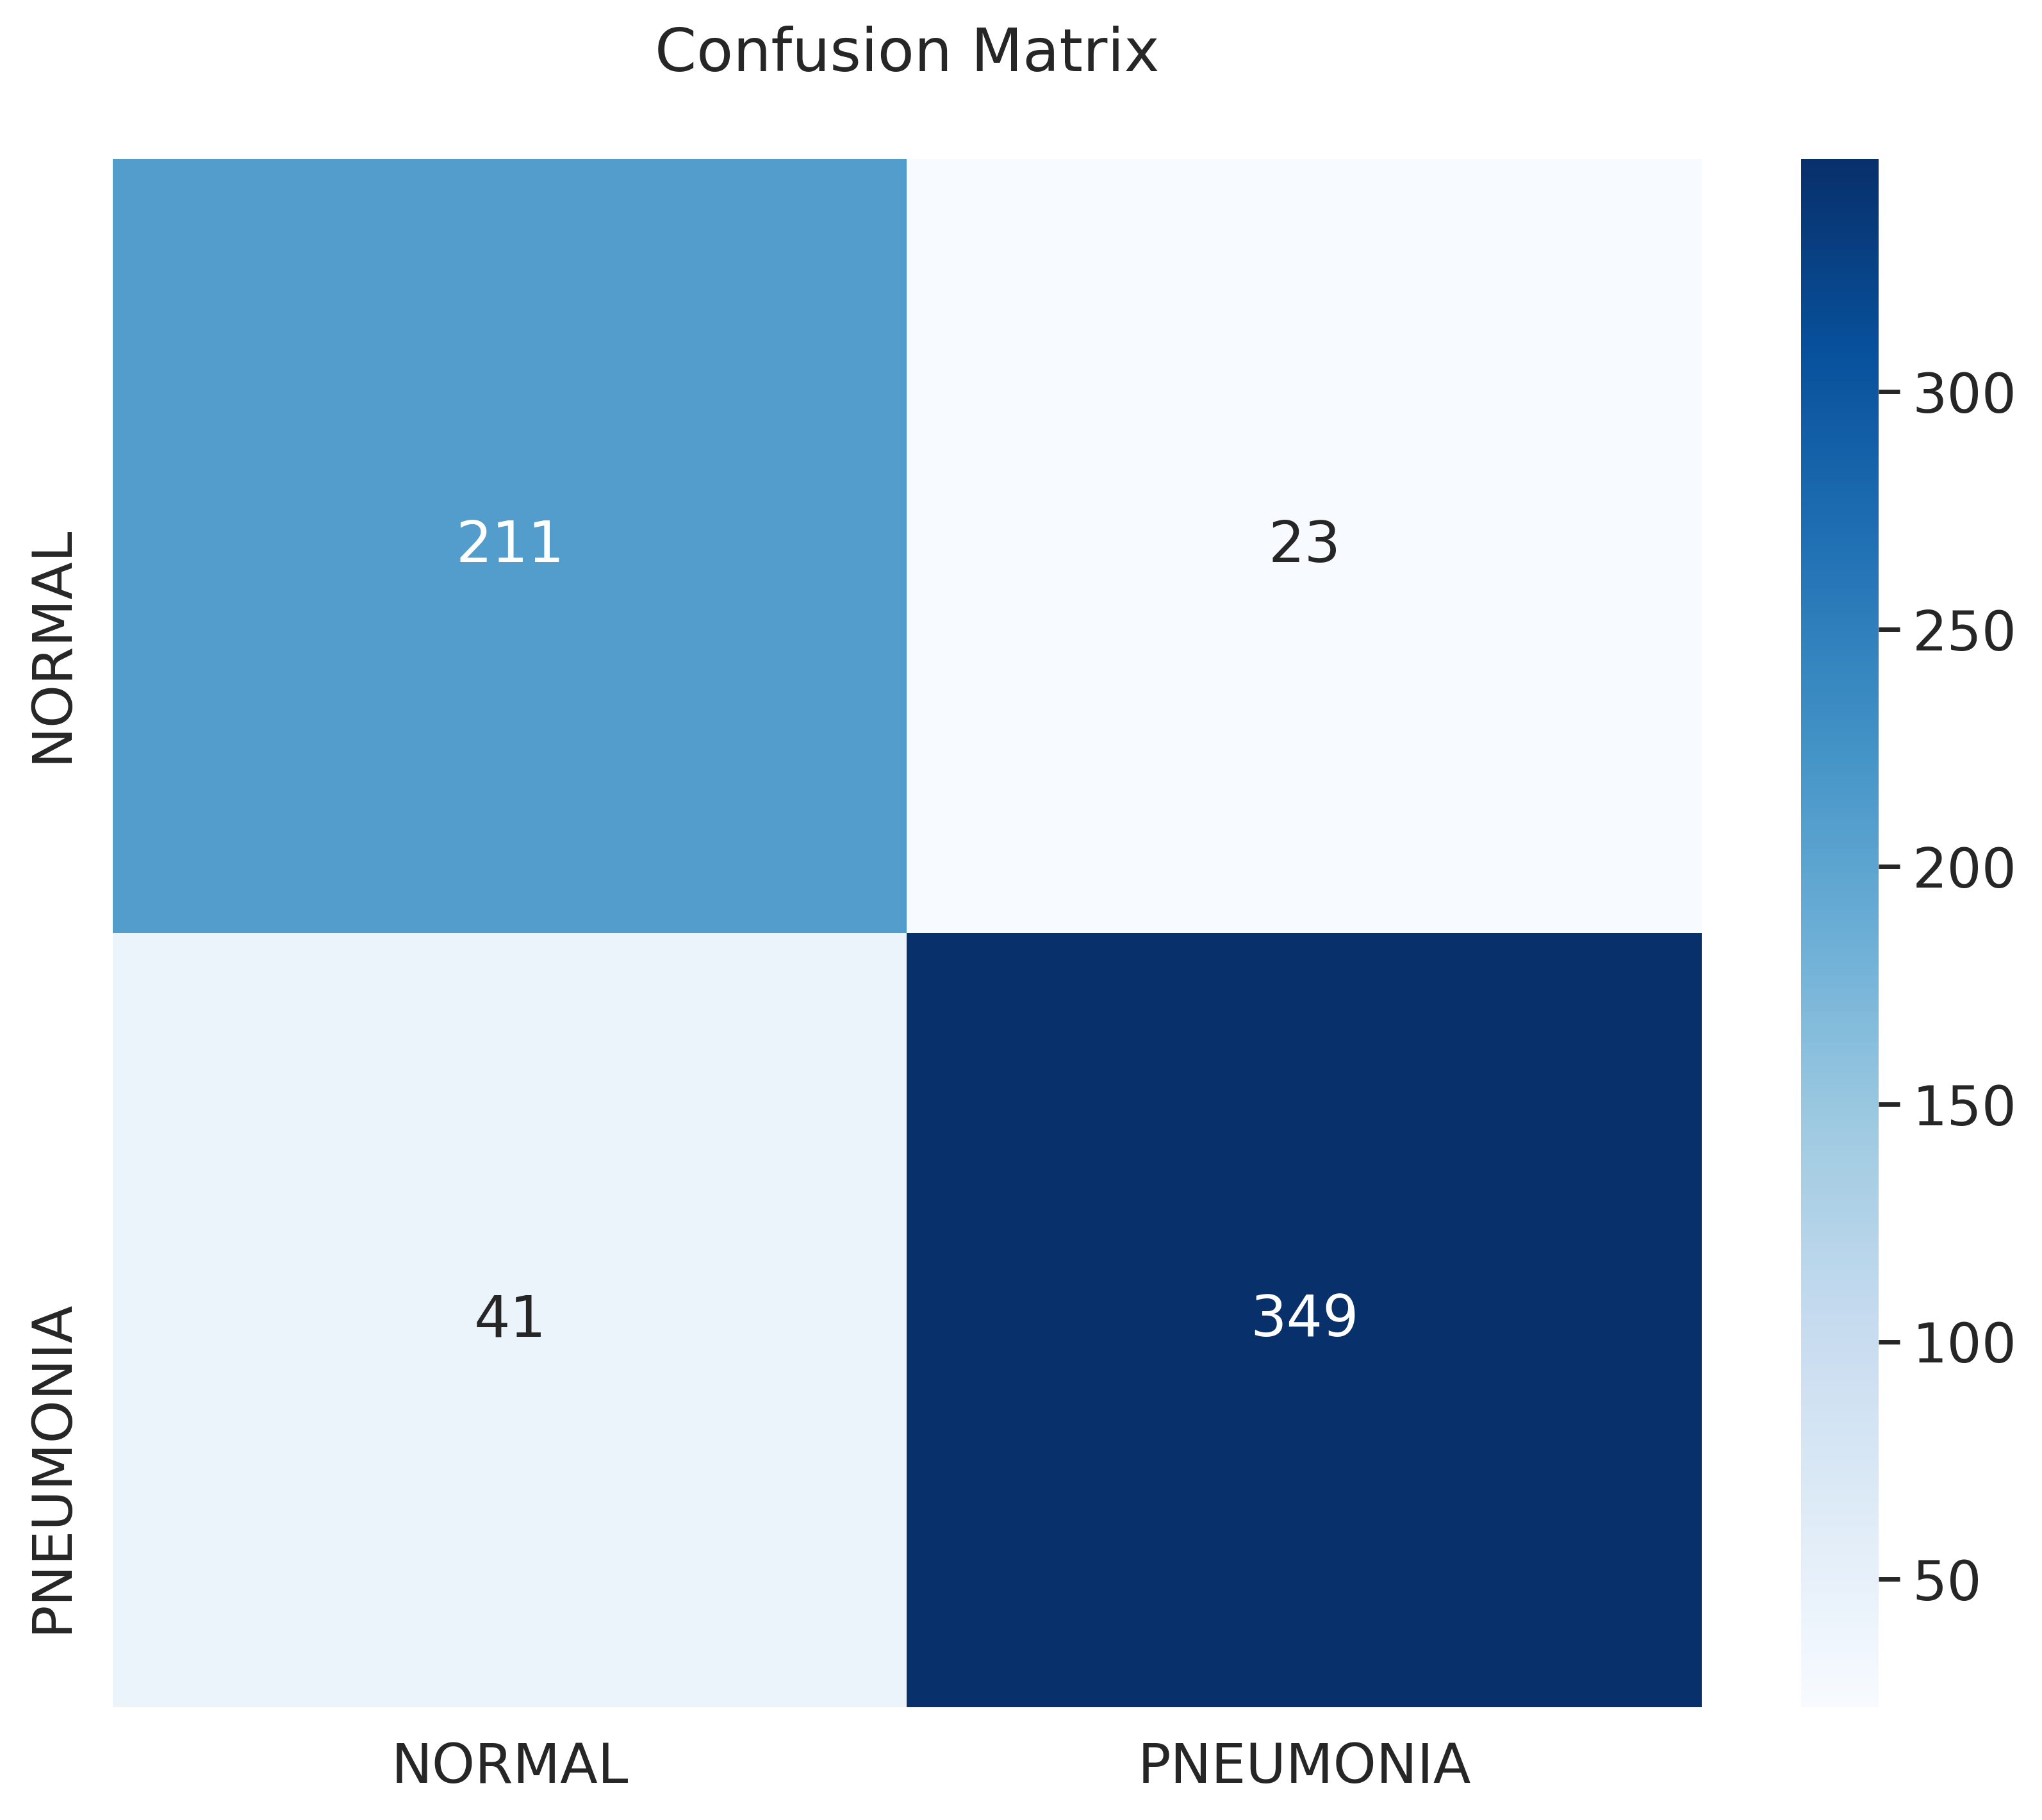 Confusion Matrix
NORMAL
PNEUMONIA
211
23
41
349
NORMAL
PNEUMONIA
300
250
200
150
100
50